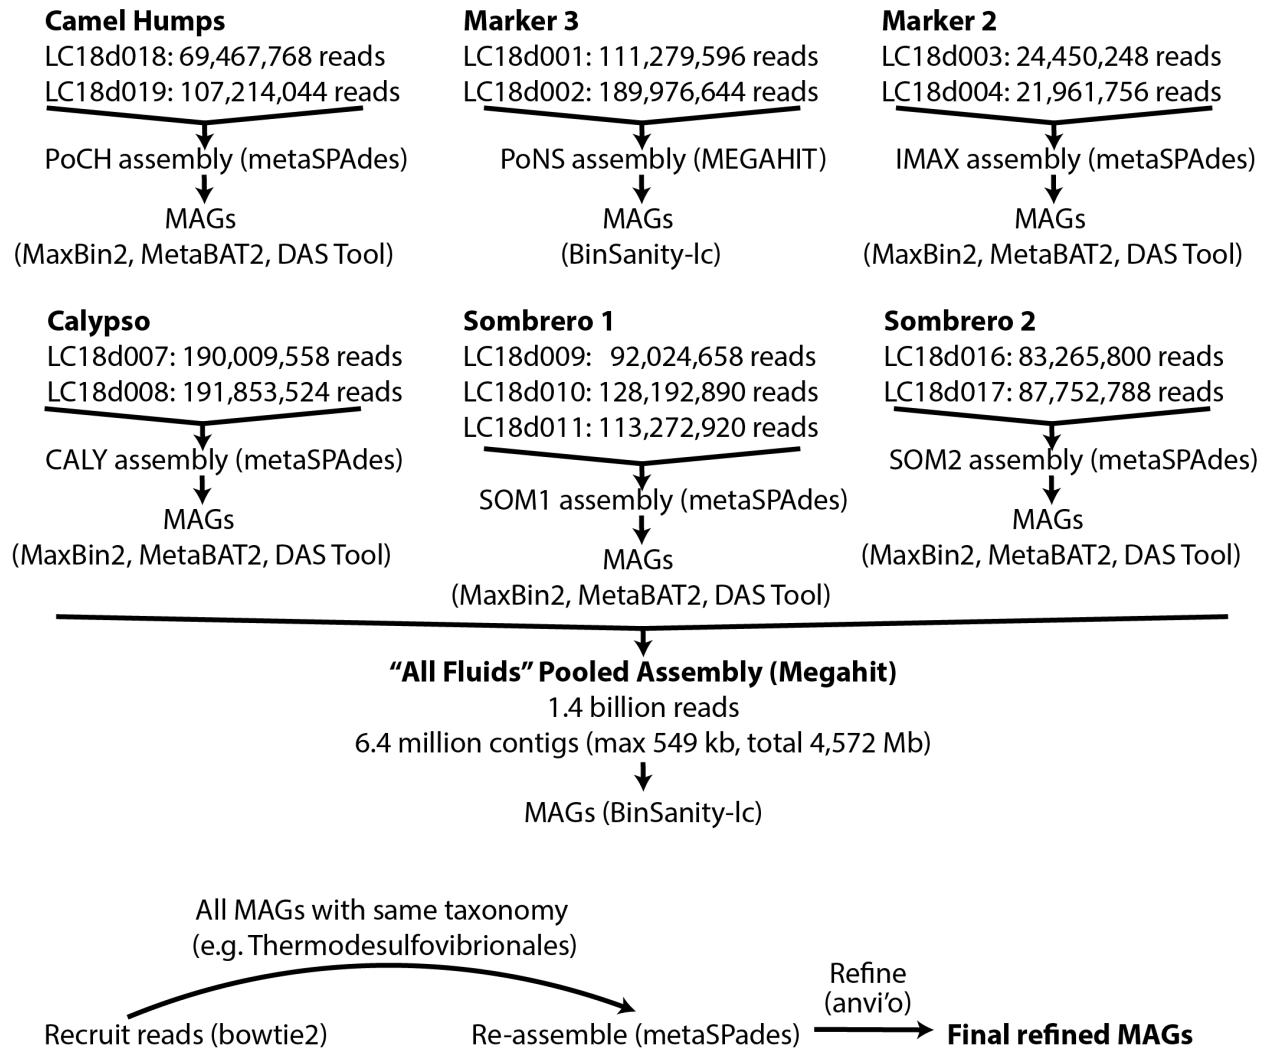 Camel Humps
LC18d018: 69,467,768 reads
LC18d019: 107,214,044 reads
PoCH assembly (metaSPAdes)
MAGs
(MaxBin2, MetaBAT2, DAS Tool)
Marker 3
LC18d001: 111,279,596 reads
LC18d002: 189,976,644 reads
PoNS assembly (MEGAHIT)
MAGs
(BinSanity-lc)
Marker 2
LC18d003: 24,450,248 reads
LC18d004: 21,961,756 reads
IMAX assembly (metaSPAdes)
MAGs
(MaxBin2, MetaBAT2, DAS Tool)
Calypso
LC18d007: 190,009,558 reads
LC18d008: 191,853,524 reads
CALY assembly (metaSPAdes)
MAGs
(MaxBin2, MetaBAT2, DAS Tool)
Sombrero 1
LC18d009: 92,024,658 reads
LC18d010: 128,192,890 reads
LC18d011: 113,272,920 reads
SOM1 assembly (metaSPAdes)
MAGs
(MaxBin2, MetaBAT2, DAS Tool)
Sombrero 2
LC18d016: 83,265,800 reads
LC18d017: 87,752,788 reads
SOM2 assembly (metaSPAdes)
MAGs
(MaxBin2, MetaBAT2, DAS Tool)
“All Fluids” Pooled Assembly (Megahit)
1.4 billion reads
6.4 million contigs (max 549 kb, total 4,572 Mb)
MAGs (BinSanity-lc)
All MAGs with same taxonomy
(e.g. Thermodesulfovibrionales)
Recruit reads (bowtie2)
Re-assemble (metaSPades)
Refine
(anvi’o)
Final refined MAGs